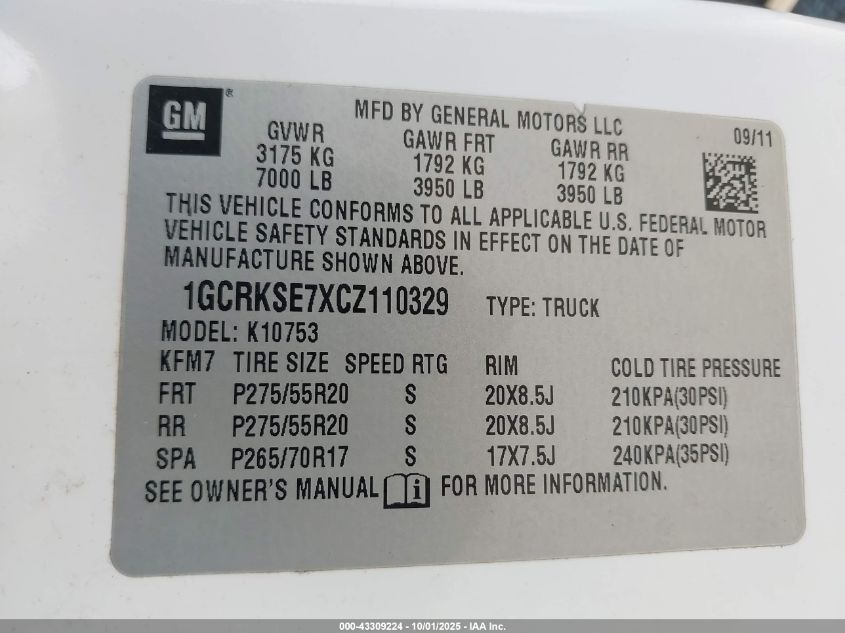 GM ®
MFD BY GENERAL MOTORS LLC
09/11
GVWR GAWR FRT GAWR RR
3175 KG 1792 KG 1792 KG
7000 LB 3950 LB 3950 LB
THIS VEHICLE CONFORMS TO ALL APPLICABLE U.S. FEDERAL MOTOR
VEHICLE SAFETY STANDARDS IN EFFECT ON THE DATE OF
MANUFACTURE SHOWN ABOVE.
1GCRKSE7XCZ110329 TYPE: TRUCK
MODEL: K10753
KFM7 TIRE SIZE SPEED RTG RIM COLD TIRE PRESSURE
FRT P275/55R20 S 20X8.5J 210KPA(30PSI)
RR P275/55R20 S 20X8.5J 210KPA(30PSI)
SPA P265/70R17 S 17X7.5J 240KPA(35PSI)
SEE OWNER'S MANUAL i FOR MORE INFORMATION.
000-43309224 - 10/01/2025 - IAA Inc.